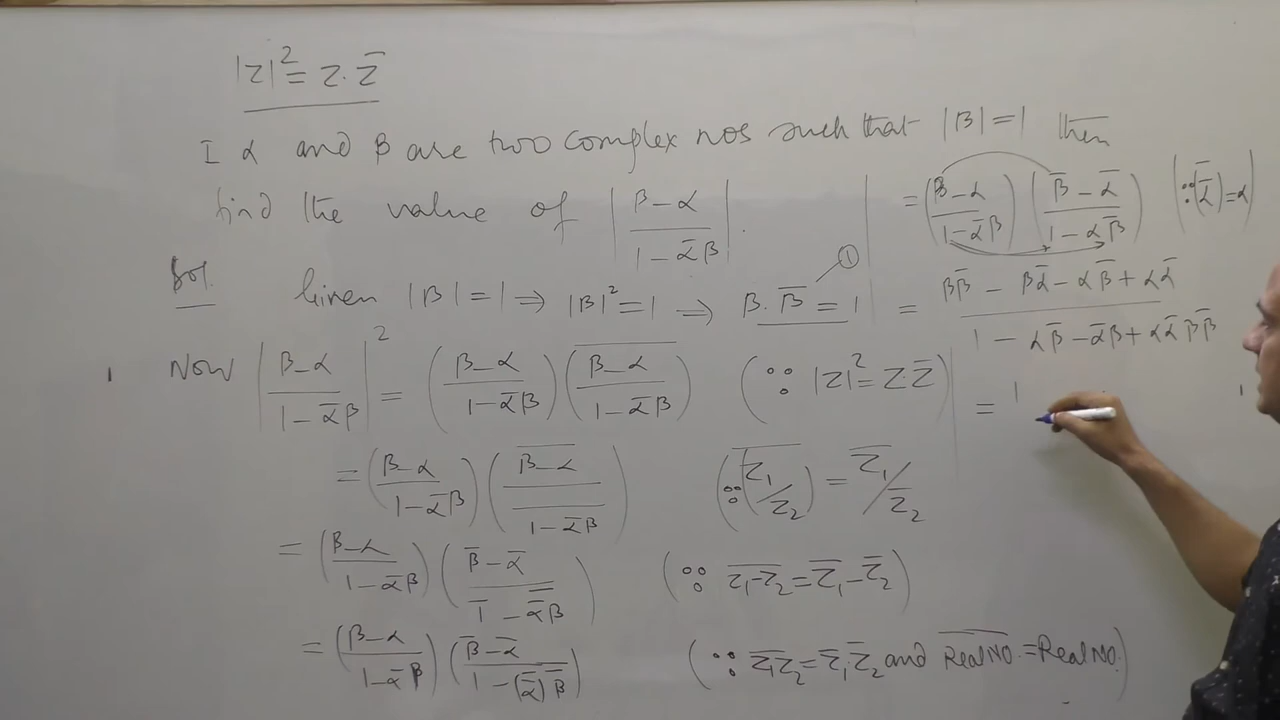 |z|² = z·z̄
I α and β are two complex nos such that |β| = 1 then
find the value of |(β-α)/(1-ᾱβ)|.
Sol. Given |β| = 1 ⇒ |β|² = 1 ⇒ β·β̅ = 1 ①
Now |(β-α)/(1-ᾱβ)|² = ((β-α)/(1-ᾱβ)) (\overline{(β-α)/(1-ᾱβ)}) (∵ |z|² = z·z̄)
= ((β-α)/(1-ᾱβ)) (\overline{β-α}/\overline{1-ᾱβ}) (∵ \overline{(z₁/z₂)} = z̄₁/z̄₂)
= ((β-α)/(1-ᾱβ)) ((β̅-ᾱ)/(1̅-\overline{ᾱβ})) (∵ \overline{z₁-z₂} = z̄₁-z̄₂)
= ((β-α)/(1-ᾱβ)) ((β̅-ᾱ)/(1-(\overline{ᾱ})β̅)) (∵ \overline{z₁z₂} = z̄₁·z̄₂ and \overline{Real No.} = Real No.)
= ((β-α)/(1-ᾱβ)) ((β̅-ᾱ)/(1-αβ̅)) (∵ (\overline{ᾱ}) = α)
= (ββ̅ - βᾱ - αβ̅ + αᾱ)/(1 - αβ̅ - ᾱβ + αᾱββ̅)
= 1